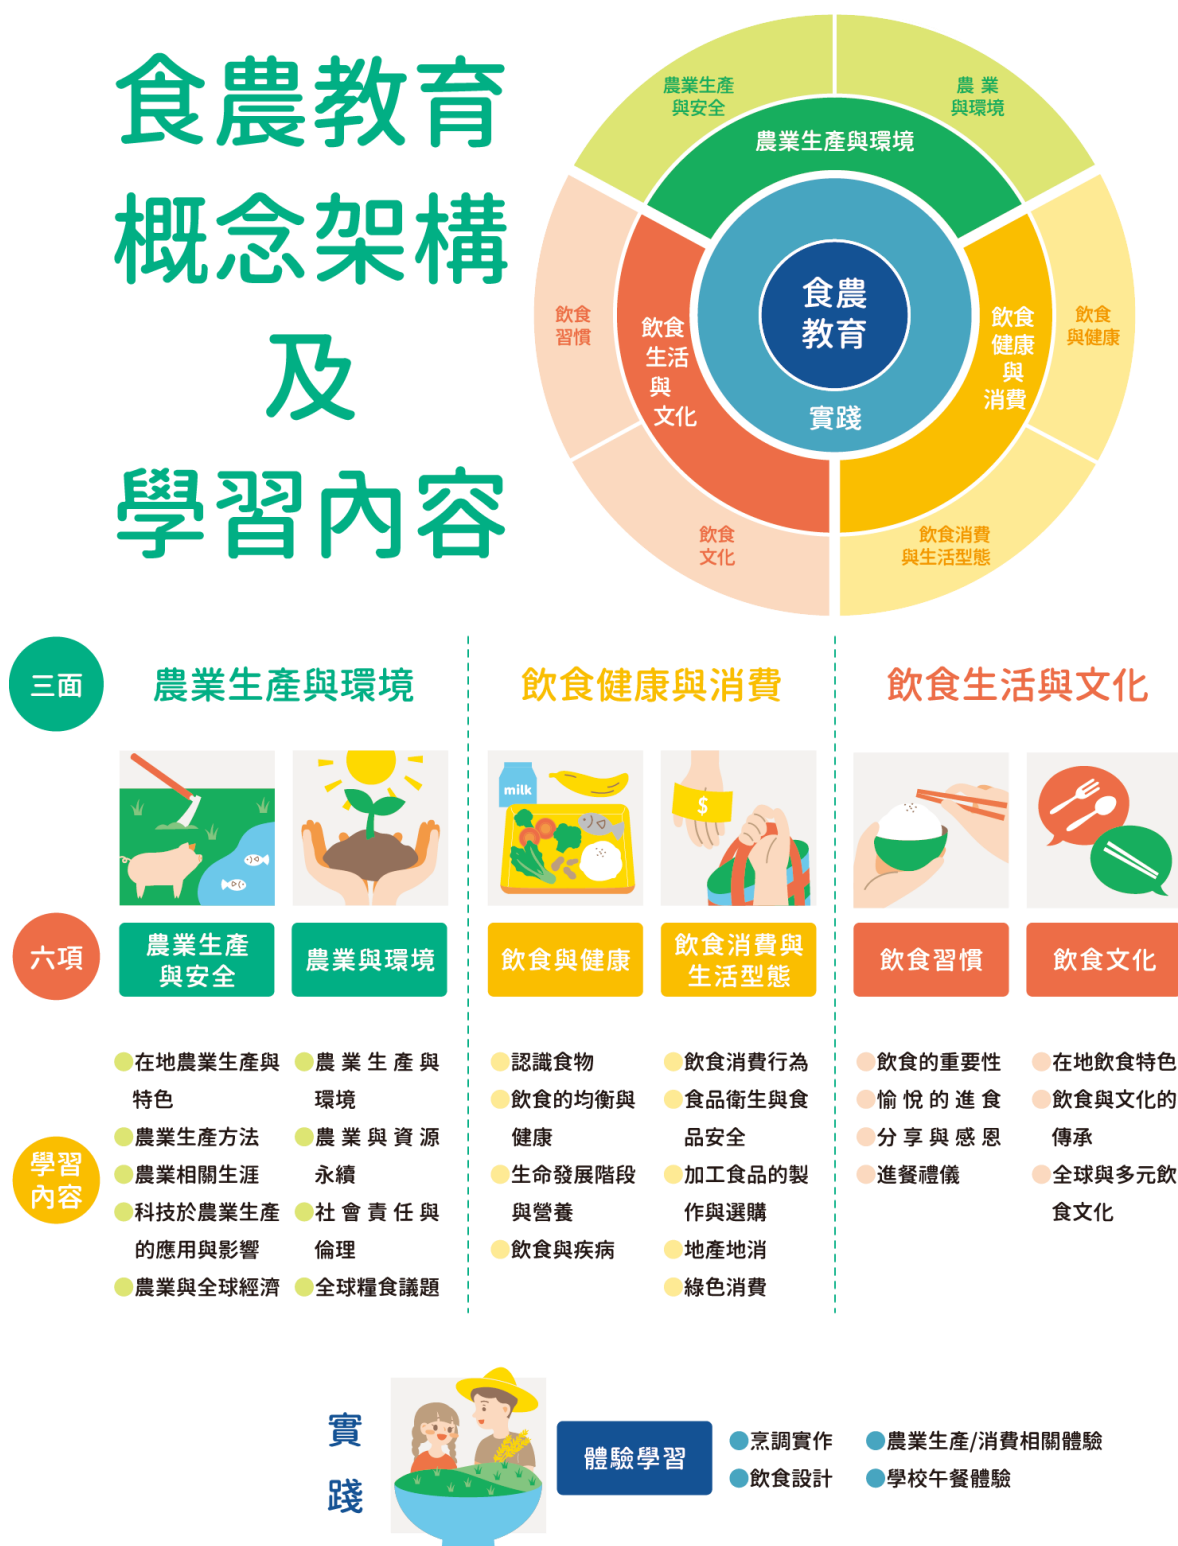 食農教育
概念架構
及
學習內容
農業生產
與安全
農 業
與環境
農業生產與環境
食農
教育
實踐
飲食
習慣
飲食
生活
與
文化
飲食
健康
與
消費
飲食
與健康
飲食
文化
飲食消費
與生活型態
三面
農業生產與環境
飲食健康與消費
飲食生活與文化
milk
$
六項
農業生產
與安全
農業與環境
飲食與健康
飲食消費與
生活型態
飲食習慣
飲食文化
學習
內容
在地農業生產與
特色
農業生產方法
農業相關生涯
科技於農業生產
的應用與影響
農業與全球經濟
農業生產與
環境
農業與資源
永續
社會責任與
倫理
全球糧食議題
認識食物
飲食的均衡與
健康
生命發展階段
與營養
飲食與疾病
飲食消費行為
食品衛生與食
品安全
加工食品的製
作與選購
地產地消
綠色消費
飲食的重要性
愉悅的進食
分享與感恩
進餐禮儀
在地飲食特色
飲食與文化的
傳承
全球與多元飲
食文化
實
踐
體驗學習
烹調實作
飲食設計
農業生產/消費相關體驗
學校午餐體驗